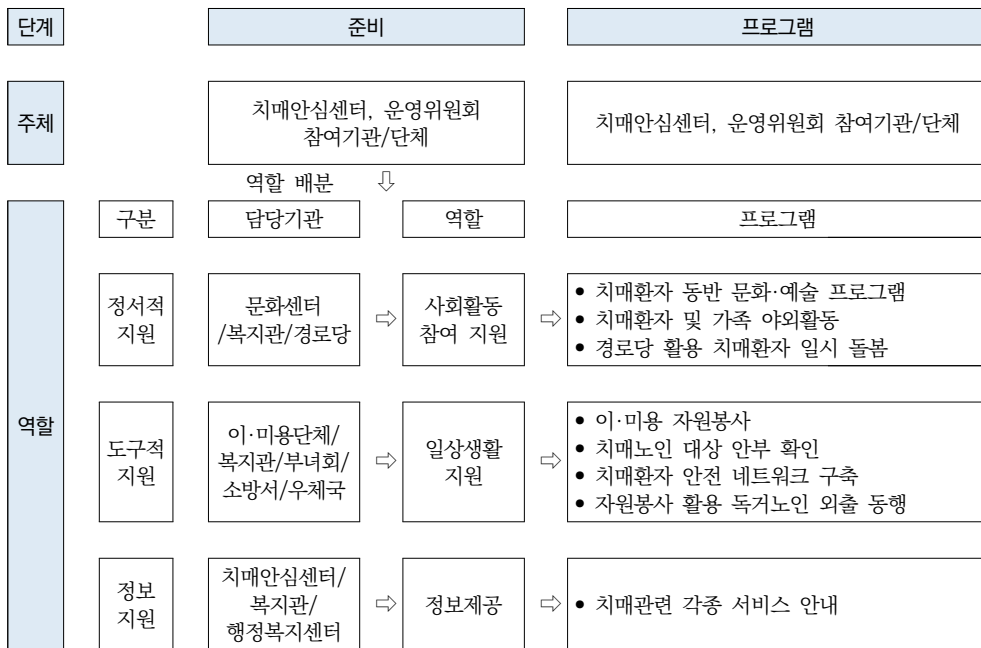 단계 준비 프로그램
주체
치매안심센터, 운영위원회
참여기관/단체
치매안심센터, 운영위원회 참여기관/단체
역할 배분 ⇩
역할
구분 담당기관 역할 프로그램
정서적
지원
문화센터
/복지관/경로당
⇨
사회활동
참여 지원
⇨
• 치매환자 동반 문화·예술 프로그램
• 치매환자 및 가족 야외활동
• 경로당 활용 치매환자 일시 돌봄
도구적
지원
이·미용단체/
복지관/부녀회/
소방서/우체국
⇨
일상생활
지원
⇨
• 이·미용 자원봉사
• 치매노인 대상 안부 확인
• 치매환자 안전 네트워크 구축
• 자원봉사 활용 독거노인 외출 동행
정보
지원
치매안심센터/
복지관/
행정복지센터
⇨
정보제공
⇨
• 치매관련 각종 서비스 안내